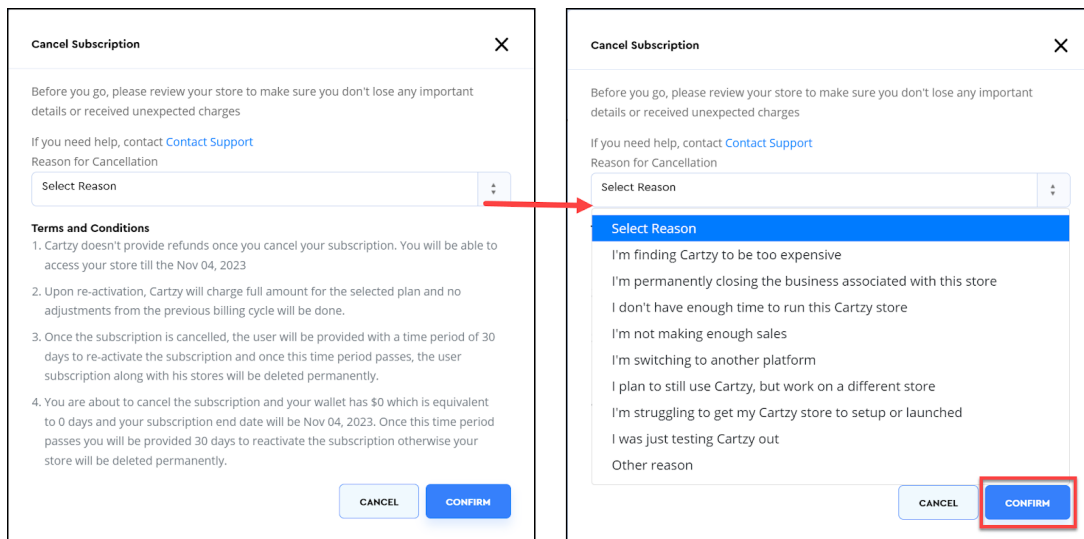 Cancel Subscription
Before you go, please review your store to make sure you don't lose any important
details or received unexpected charges
If you need help, contact Contact Support
Reason for Cancellation
Select Reason
Terms and Conditions
1. Cartzy doesn't provide refunds once you cancel your subscription. You will be able to
access your store till the Nov 04, 2023
2. Upon re-activation, Cartzy will charge full amount for the selected plan and no
adjustments from the previous billing cycle will be done.
3. Once the subscription is cancelled, the user will be provided with a time period of 30
days to re-activate the subscription and once this time period passes, the user
subscription along with his stores will be deleted permanently.
4. You are about to cancel the subscription and your wallet has $0 which is equivalent
to 0 days and your subscription end date will be Nov 04, 2023. Once this time period
passes you will be provided 30 days to reactivate the subscription otherwise your
store will be deleted permanently.
CANCEL
CONFIRM
Cancel Subscription
Before you go, please review your store to make sure you don't lose any important
details or received unexpected charges
If you need help, contact Contact Support
Reason for Cancellation
Select Reason
Select Reason
I'm finding Cartzy to be too expensive
I'm permanently closing the business associated with this store
I don't have enough time to run this Cartzy store
I'm not making enough sales
I'm switching to another platform
I plan to still use Cartzy, but work on a different store
I'm struggling to get my Cartzy store to setup or launched
I was just testing Cartzy out
Other reason
CANCEL
CONFIRM